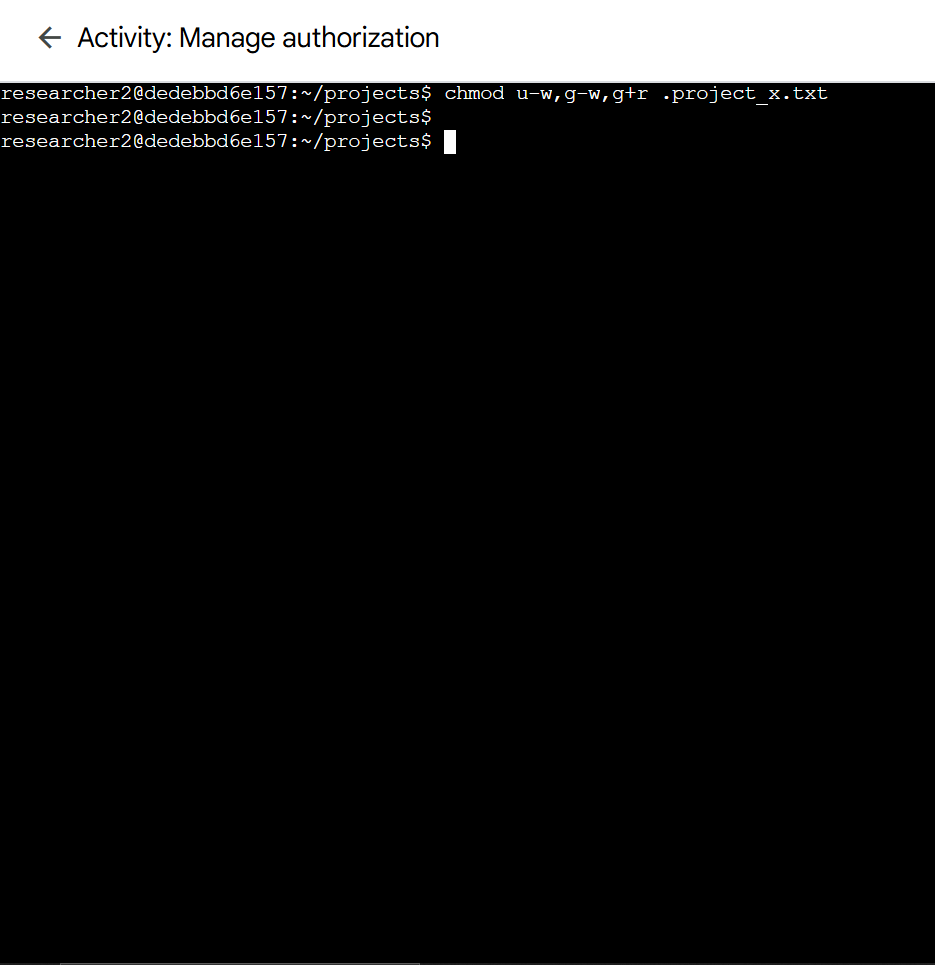 Activity: Manage authorization
researcher2@dedebbd6e157:~/projects$ chmod u-w,g-w,g+r .project_x.txt
researcher2@dedebbd6e157:~/projects$
researcher2@dedebbd6e157:~/projects$